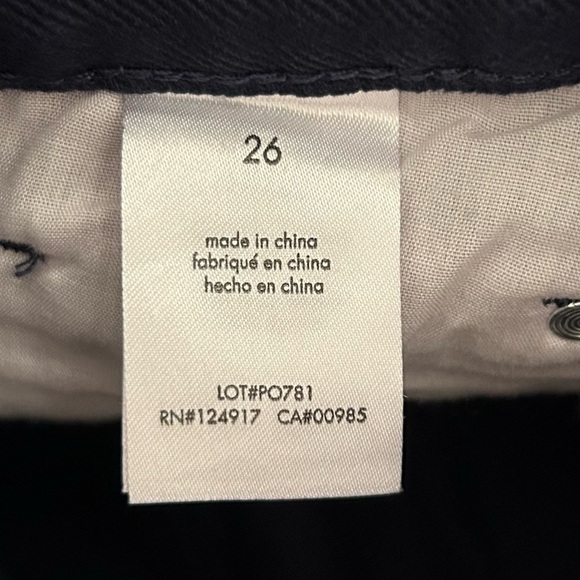 26
made in china
fabriqué en china
hecho en china
LOT#PO781
RN#124917 CA#00985